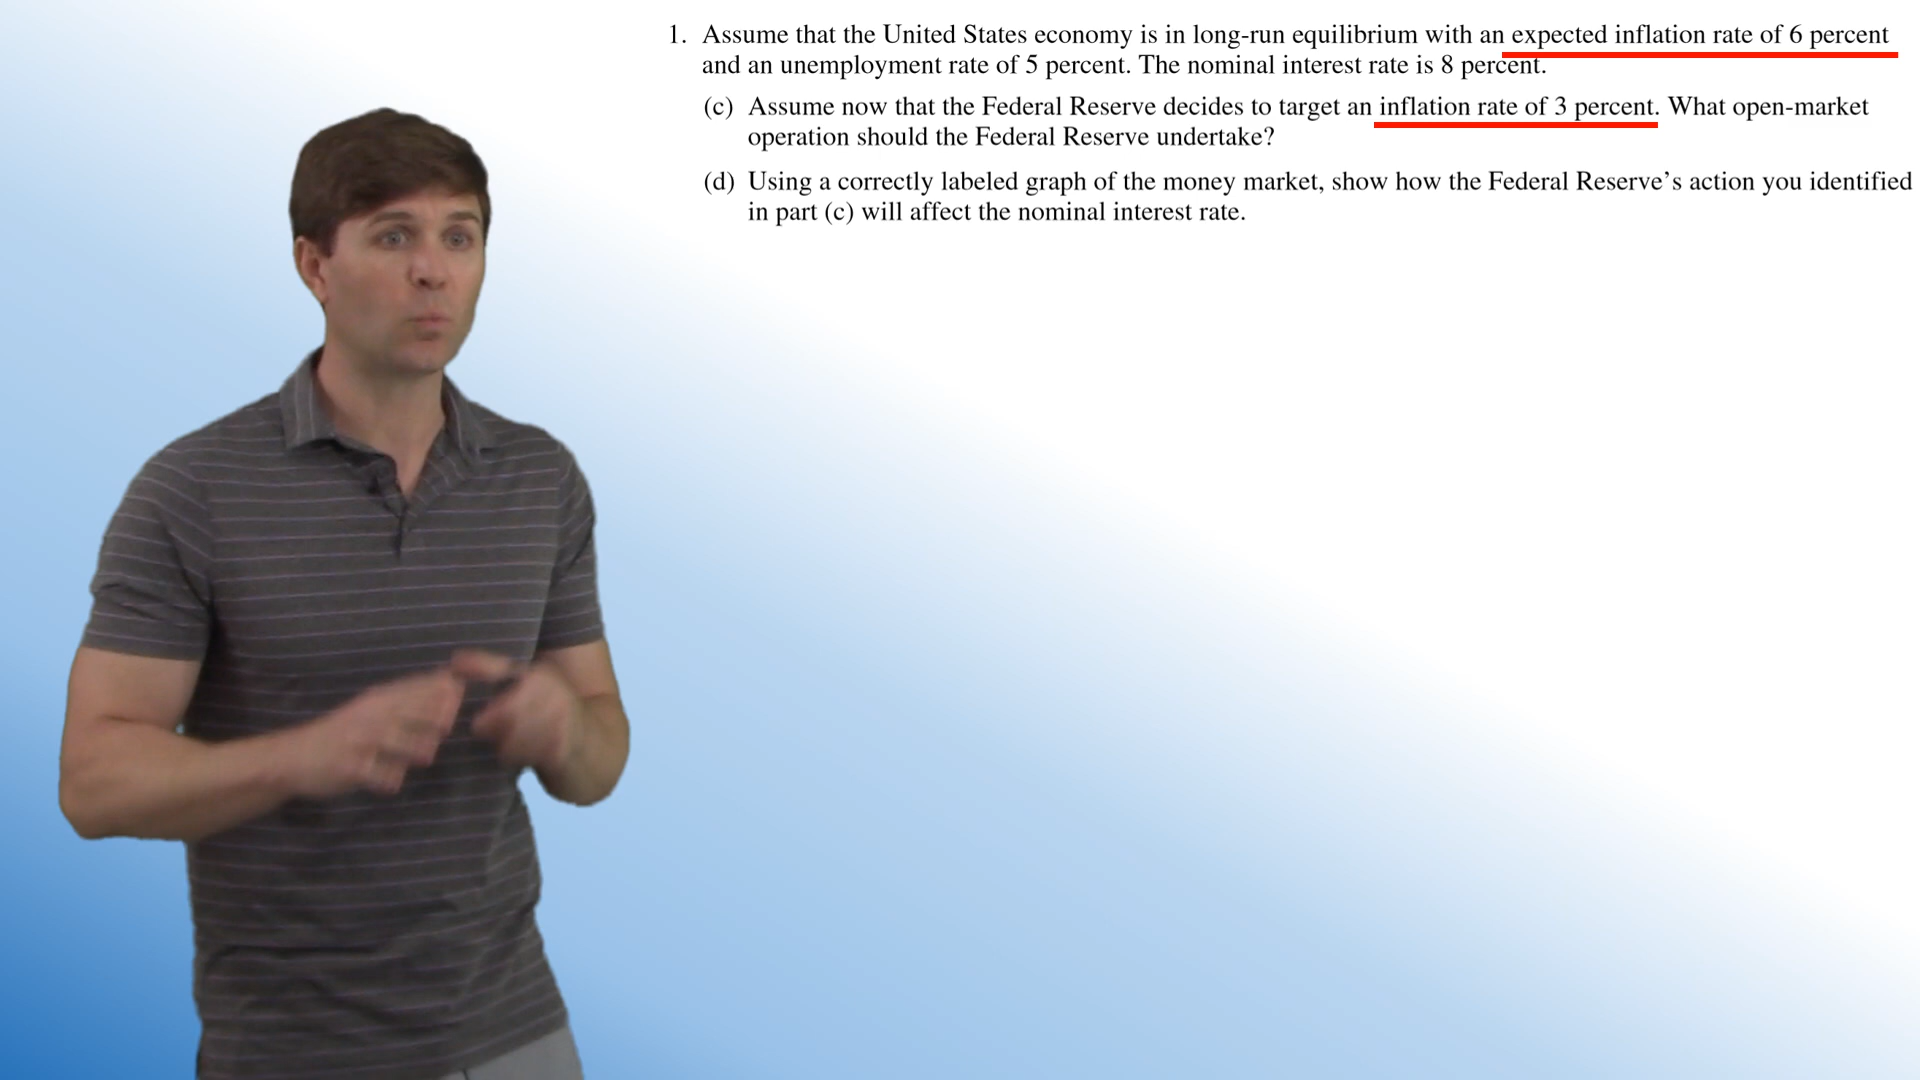 1. Assume that the United States economy is in long-run equilibrium with an expected inflation rate of 6 percent
and an unemployment rate of 5 percent. The nominal interest rate is 8 percent.
(c) Assume now that the Federal Reserve decides to target an inflation rate of 3 percent. What open-market
operation should the Federal Reserve undertake?
(d) Using a correctly labeled graph of the money market, show how the Federal Reserve’s action you identified
in part (c) will affect the nominal interest rate.